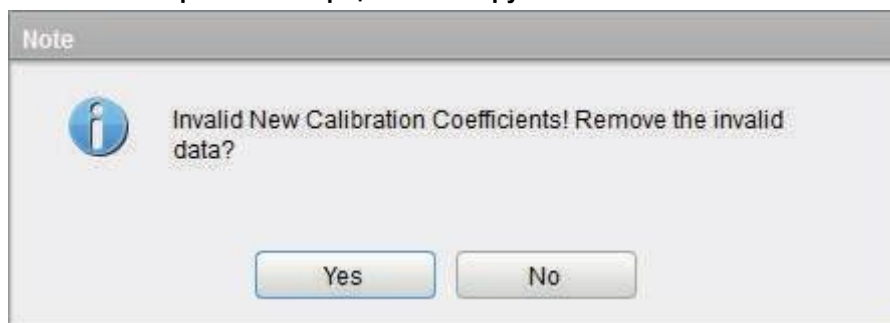 Note
Invalid New Calibration Coefficients! Remove the invalid
data?
Yes
No